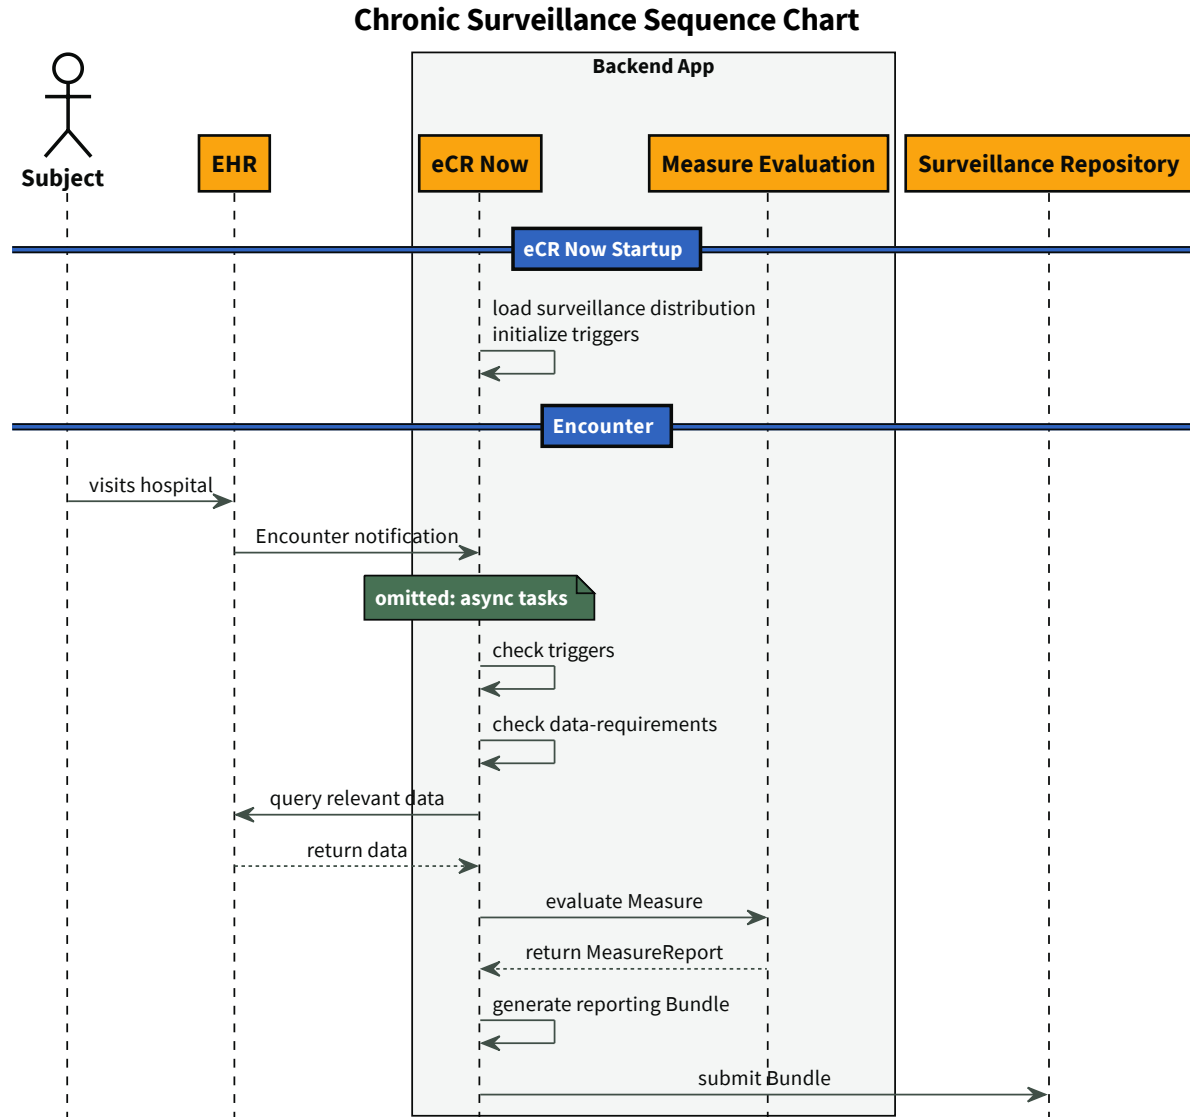 Chronic Surveillance Sequence Chart
Backend App
Subject
EHR
eCR Now
Measure Evaluation
Surveillance Repository
eCR Now Startup
load surveillance distribution
initialize triggers
Encounter
visits hospital
Encounter notification
omitted: async tasks
check triggers
check data-requirements
query relevant data
return data
evaluate Measure
return MeasureReport
generate reporting Bundle
submit Bundle